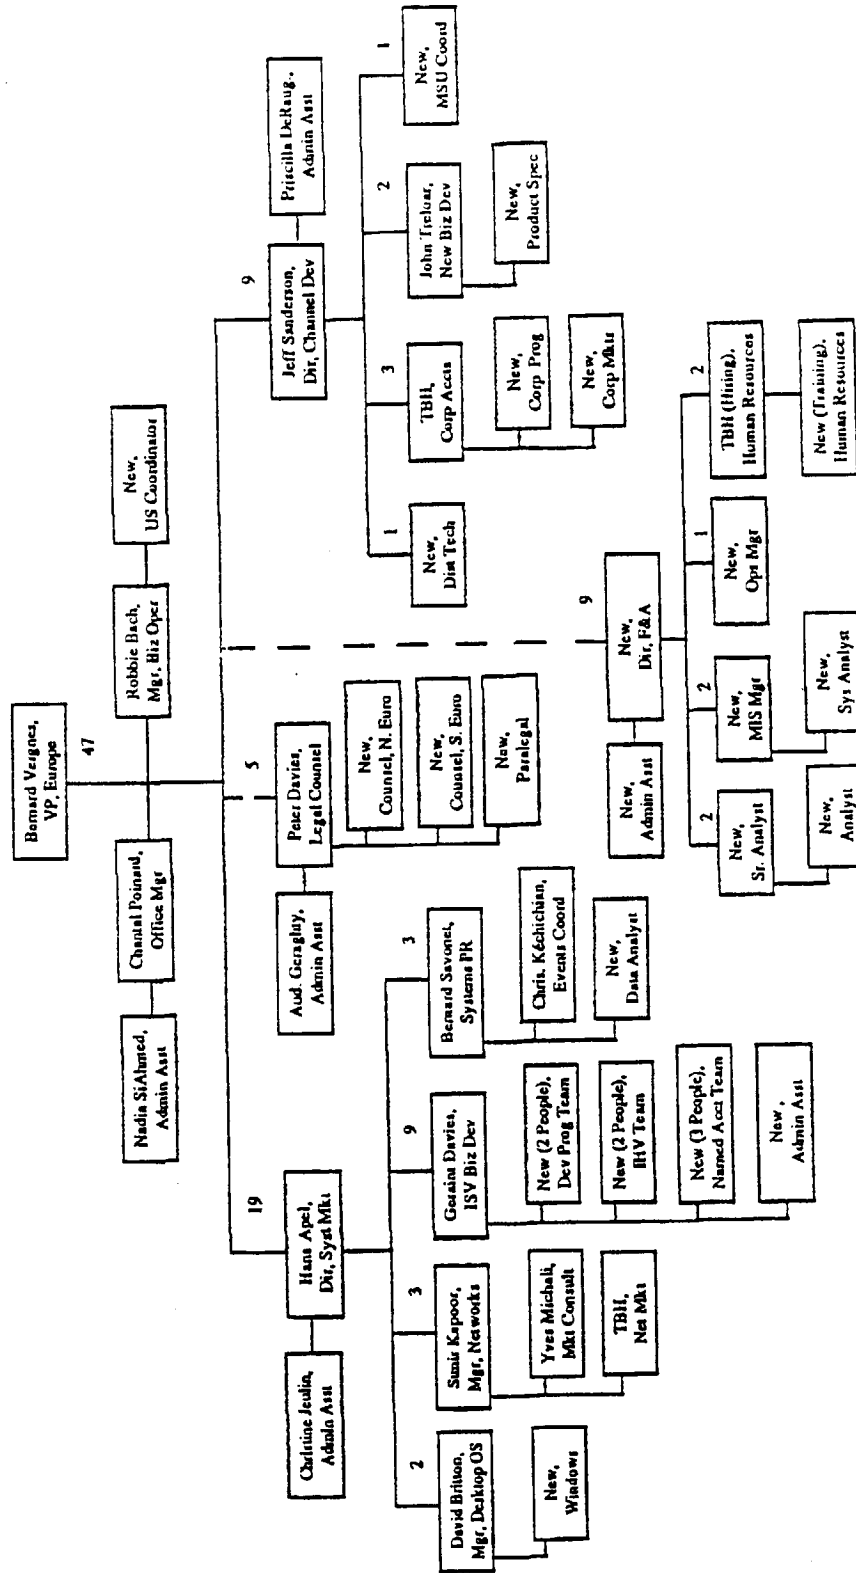 Bernard Vergnes,
VP, Europe
47
Nadia SiAhmed,
Admin Asst
Chantal Poinard,
Office Mgr
Robbie Bach,
Mgr, Biz Oper
New,
US Coordinator
19
Hans Apel,
Dir, Syst Mkt
Christine Jeulin,
Admin Asst
5
Peter Davies,
Legal Counsel
Aud. Geraghty,
Admin Asst
New,
Counsel, N. Euro
New,
Counsel, S. Euro
New,
Paralegal
9
Jeff Sanderson,
Dir, Channel Dev
Priscilla DeRaug.,
Admin Asst
2
David Britton,
Mgr, Desktop OS
New,
Windows
3
Kapoor,
Mgr, Networks
Yves Michali,
Mkt Consult
TBH,
Net Mkt
9
Geraint Davies,
ISV Biz Dev
New (2 People),
Dev Prog Team
New (2 People),
IHV Team
New (3 People),
Named Acct Team
New,
Admin Asst
3
Bernard Savonet,
Systems PR
Chris. Kéchichian,
Events Coord
New,
Data Analyst
1
New,
Dist Tech
3
TBH,
Corp Accts
New,
Corp Prog
New,
Corp Mkts
2
John Treloar,
New Biz Dev
New,
Product Spec
1
New,
MSU Coord
9
New,
Dir, F&A
New,
Admin Asst
2
New,
Sr. Analyst
New,
Analyst
2
New,
MIS Mgr
New,
Sys Analyst
1
New,
Ops Mgr
2
TBH (Hiring),
Human Resources
New (Training),
Human Resources